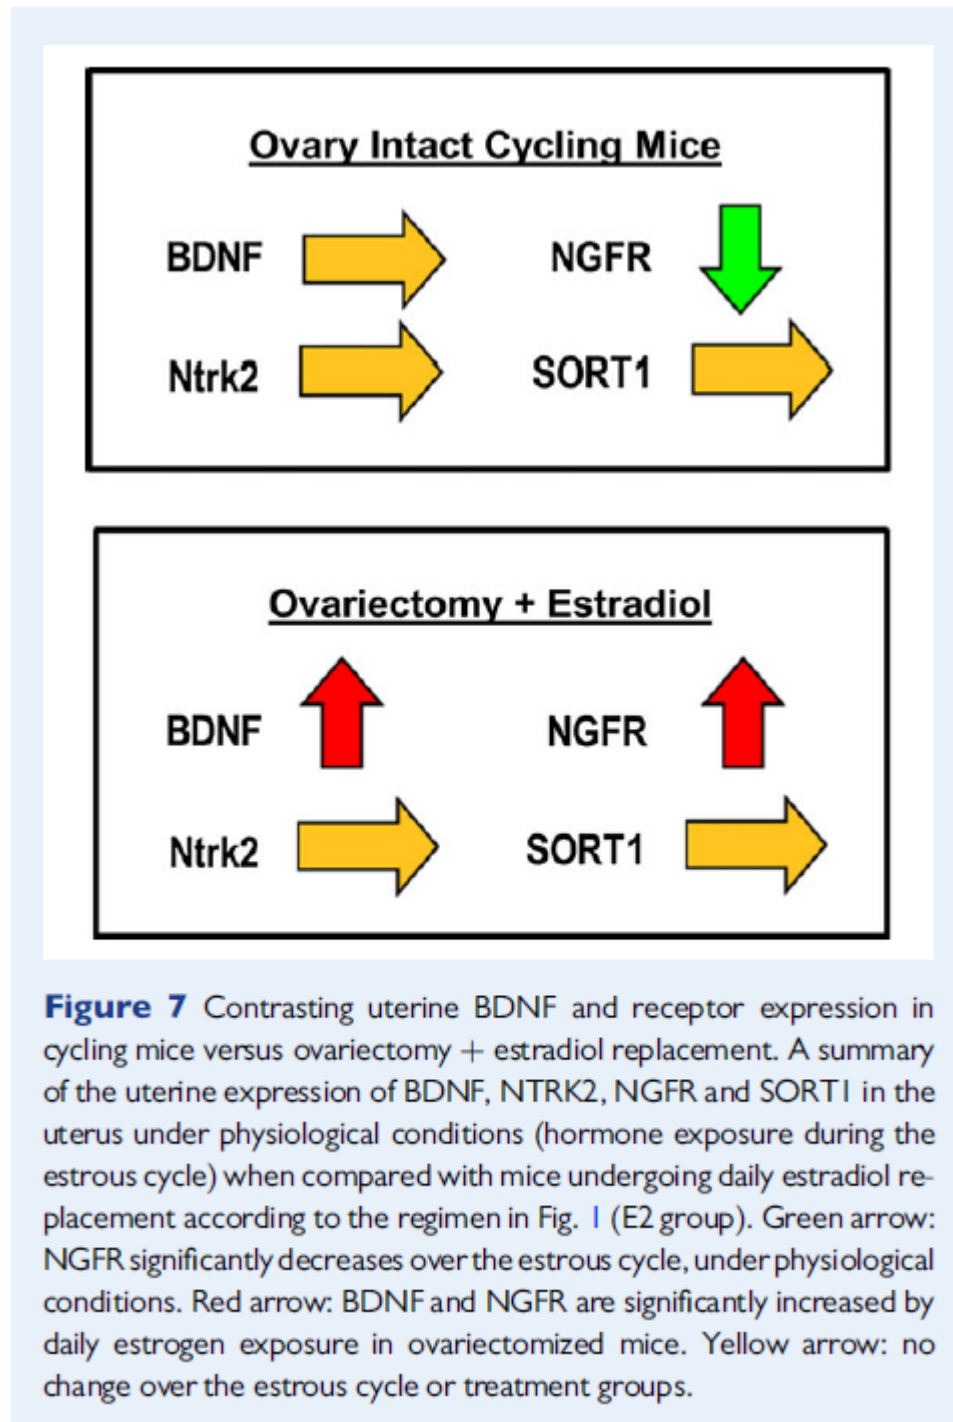 Ovary Intact Cycling Mice
BDNF NGFR
Ntrk2 SORT1
Ovariectomy + Estradiol
BDNF NGFR
Ntrk2 SORT1
Figure 7 Contrasting uterine BDNF and receptor expression in
cycling mice versus ovariectomy + estradiol replacement. A summary
of the uterine expression of BDNF, NTRK2, NGFR and SORT1 in the
uterus under physiological conditions (hormone exposure during the
estrous cycle) when compared with mice undergoing daily estradiol re-
placement according to the regimen in Fig. 1 (E2 group). Green arrow:
NGFR significantly decreases over the estrous cycle, under physiological
conditions. Red arrow: BDNF and NGFR are significantly increased by
daily estrogen exposure in ovariectomized mice. Yellow arrow: no
change over the estrous cycle or treatment groups.